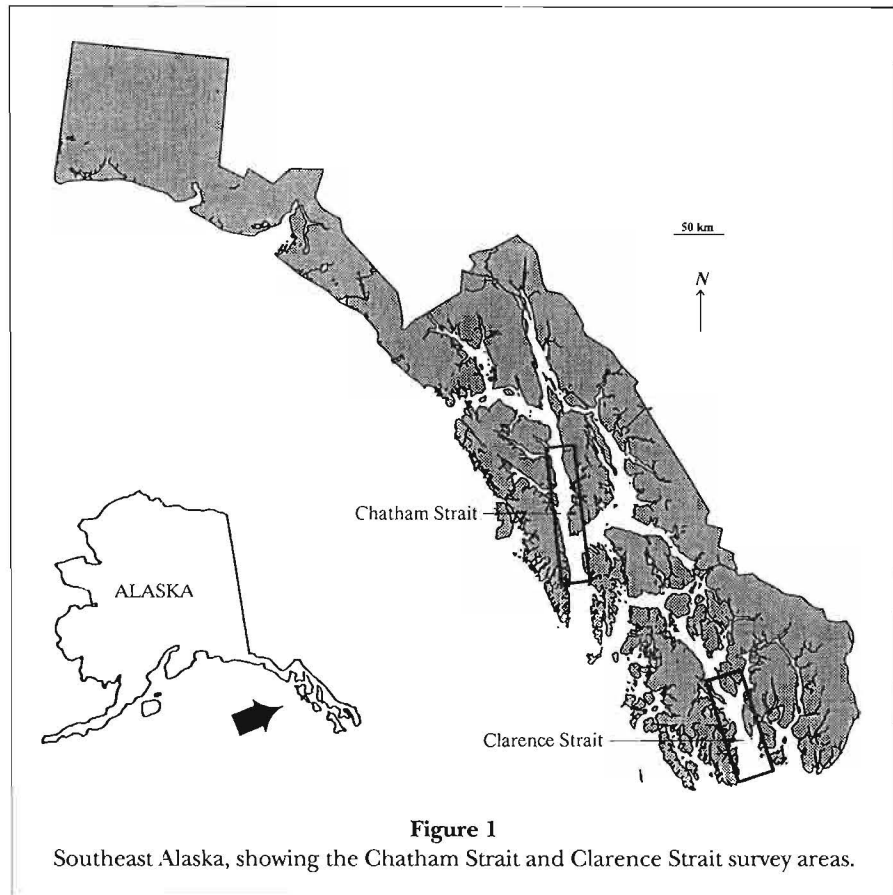 50 km
N
Chatham Strait
ALASKA
Clarence Strait
Figure 1
Southeast Alaska, showing the Chatham Strait and Clarence Strait survey areas.